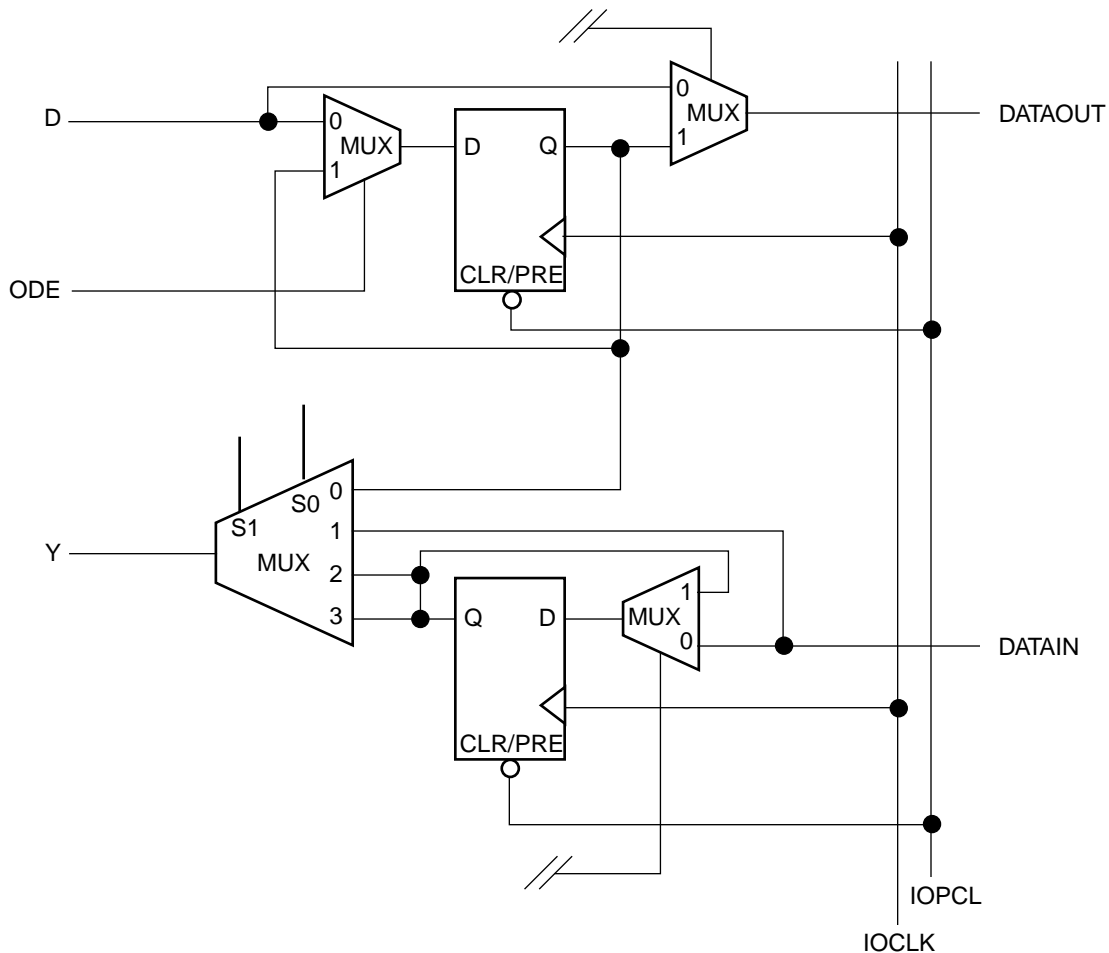 0
D
0
MUX
DATAOUT
MUX
D
Q
1
1
CLR/PRE
ODE
S0
0
S1
1
Y
MUX
2
1
3
Q
D
MUX
0
DATAIN
CLR/PRE
IOPCL
IOCLK